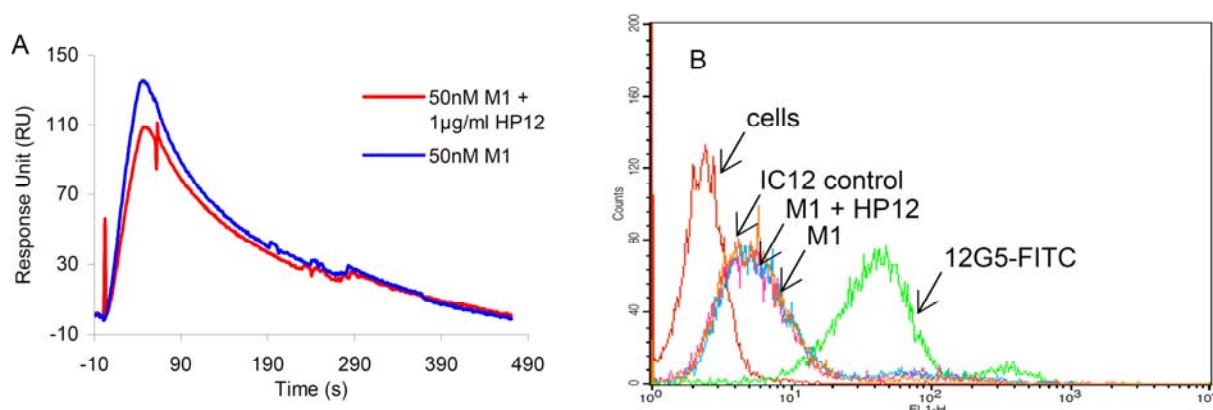 A
Response Unit (RU)
150
110
70
30
-10
-10 90 190 290 390 490
Time (s)
50nM M1 +
1µg/ml HP12
50nM M1
B
Counts
200
160
120
80
40
0
10⁰ 10¹ 10² 10³
cells
IC12 control
M1 + HP12
M1
12G5-FITC